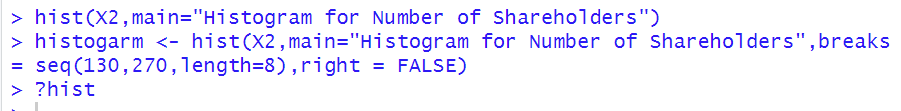 > hist(X2,main="Histogram for Number of Shareholders")
> histogarm <- hist(X2,main="Histogram for Number of Shareholders",breaks
= seq(130,270,length=8),right = FALSE)
> ?hist
>